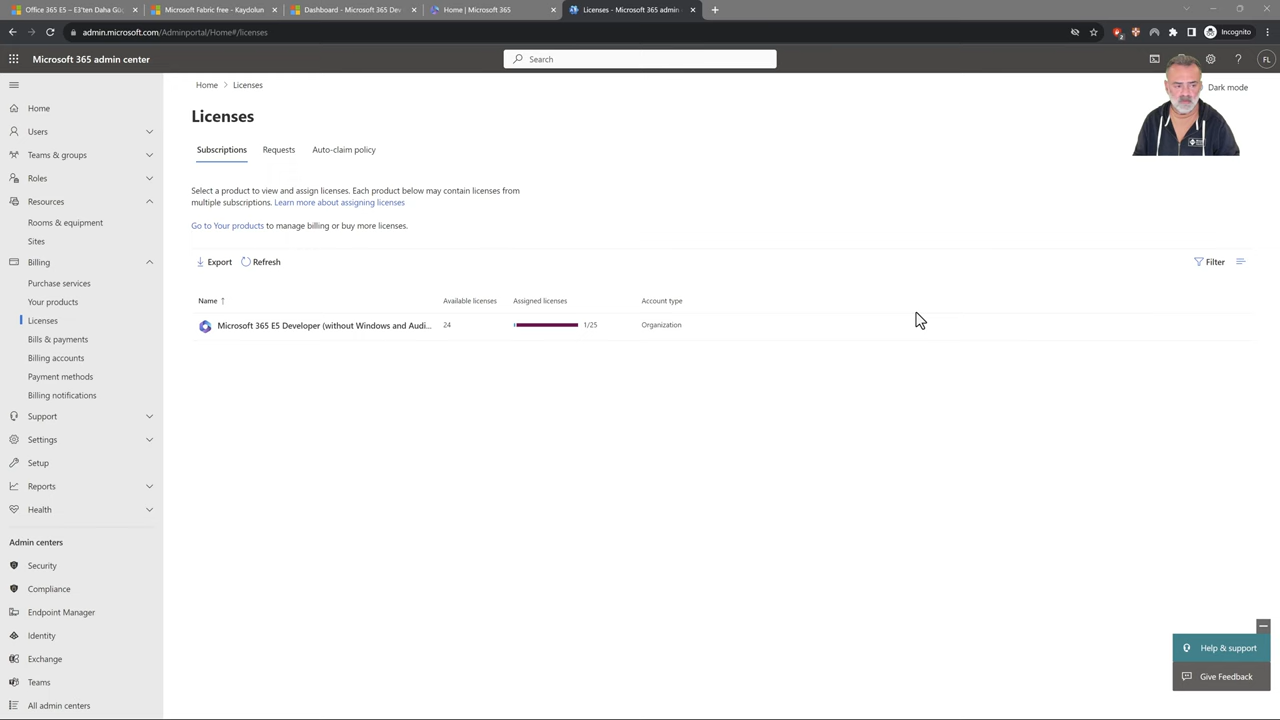 Office 365 E5 – E3'ten Daha Gü
Microsoft Fabric free - Kaydolun
Dashboard - Microsoft 365 Dev
Home | Microsoft 365
Licenses - Microsoft 365 admin
admin.microsoft.com/Adminportal/Home#/licenses
2
Incognito
Microsoft 365 admin center
Search
FL
Home
Users
Teams & groups
Roles
Resources
Rooms & equipment
Sites
Billing
Purchase services
Your products
Licenses
Bills & payments
Billing accounts
Payment methods
Billing notifications
Support
Settings
Setup
Reports
Health
Admin centers
Security
Compliance
Endpoint Manager
Identity
Exchange
Teams
All admin centers
Home > Licenses
Dark mode
Licenses
Subscriptions Requests Auto-claim policy
Select a product to view and assign licenses. Each product below may contain licenses from
multiple subscriptions. Learn more about assigning licenses
Go to Your products to manage billing or buy more licenses.
Export Refresh Filter
Name ↑ Available licenses Assigned licenses Account type
Microsoft 365 E5 Developer (without Windows and Audi... 24 1/25 Organization
Help & support
Give Feedback